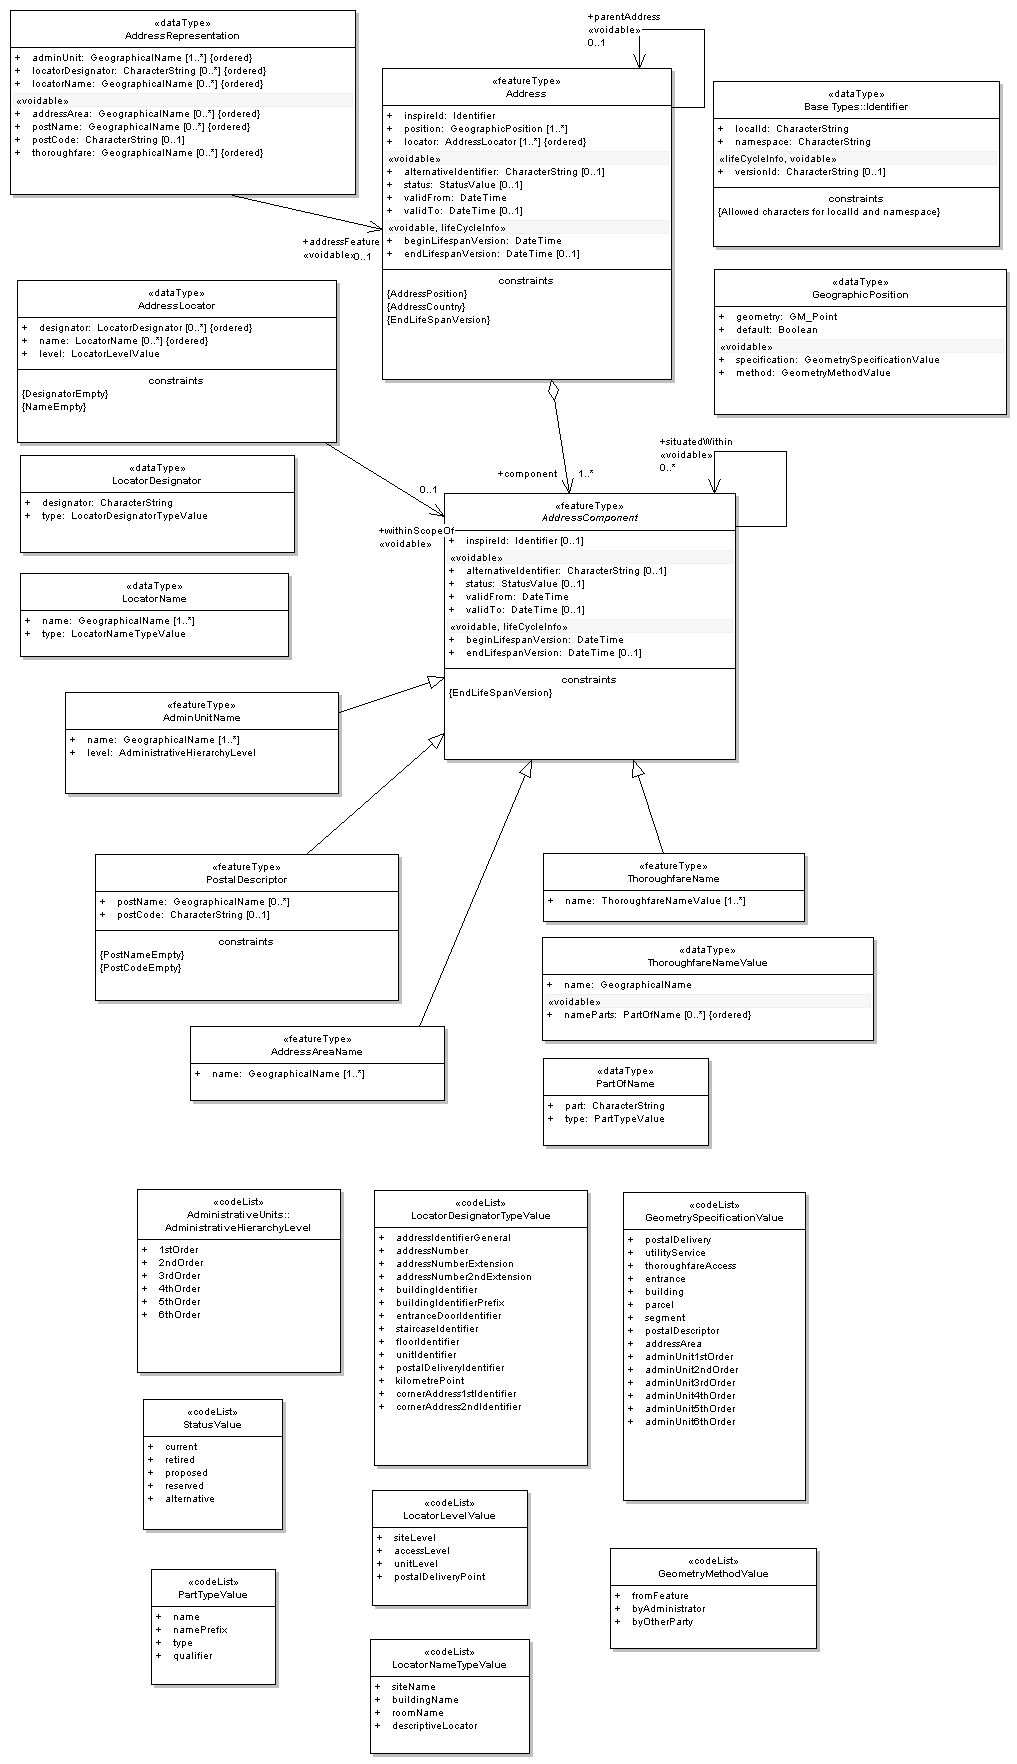 «dataType»
AddressRepresentation
+ adminUnit: GeographicalName [1..*] {ordered}
+ locatorDesignator: CharacterString [0..*] {ordered}
+ locatorName: GeographicalName [0..*] {ordered}
«voidable»
+ addressArea: GeographicalName [0..*] {ordered}
+ postName: GeographicalName [0..*] {ordered}
+ postCode: CharacterString [0..1]
+ thoroughfare: GeographicalName [0..*] {ordered}
+parentAddress
«voidable»
0..1
«featureType»
Address
+ inspireId: Identifier
+ position: GeographicPosition [1..*]
+ locator: AddressLocator [1..*] {ordered}
«voidable»
+ alternativeIdentifier: CharacterString [0..1]
+ status: StatusValue [0..1]
+ validFrom: DateTime
+ validTo: DateTime [0..1]
«voidable, lifeCycleInfo»
+ beginLifespanVersion: DateTime
+ endLifespanVersion: DateTime [0..1]
constraints
{AddressPosition}
{AddressCountry}
{EndLifeSpanVersion}
«dataType»
Base Types::Identifier
+ localId: CharacterString
+ namespace: CharacterString
«lifeCycleInfo, voidable»
+ versionId: CharacterString [0..1]
constraints
{Allowed characters for localId and namespace}
+addressFeature
«voidable»
0..1
«dataType»
AddressLocator
+ designator: LocatorDesignator [0..*] {ordered}
+ name: LocatorName [0..*] {ordered}
+ level: LocatorLevelValue
constraints
{DesignatorEmpty}
{NameEmpty}
«dataType»
GeographicPosition
+ geometry: GM_Point
+ default: Boolean
«voidable»
+ specification: GeometrySpecificationValue
+ method: GeometryMethodValue
«dataType»
LocatorDesignator
+ designator: CharacterString
+ type: LocatorDesignatorTypeValue
+component 1..*
+situatedWithin
«voidable»
0..*
0..1
+withinScopeOf
«voidable»
«featureType»
AddressComponent
+ inspireId: Identifier [0..1]
«voidable»
+ alternativeIdentifier: CharacterString [0..1]
+ status: StatusValue [0..1]
+ validFrom: DateTime
+ validTo: DateTime [0..1]
«voidable, lifeCycleInfo»
+ beginLifespanVersion: DateTime
+ endLifespanVersion: DateTime [0..1]
constraints
{EndLifeSpanVersion}
«dataType»
LocatorName
+ name: GeographicalName [1..*]
+ type: LocatorNameTypeValue
«featureType»
AdminUnitName
+ name: GeographicalName [1..*]
+ level: AdministrativeHierarchyLevel
«featureType»
PostalDescriptor
+ postName: GeographicalName [0..*]
+ postCode: CharacterString [0..1]
constraints
{PostNameEmpty}
{PostCodeEmpty}
«featureType»
ThoroughfareName
+ name: ThoroughfareNameValue [1..*]
«dataType»
ThoroughfareNameValue
+ name: GeographicalName
«voidable»
+ nameParts: PartOfName [0..*] {ordered}
«featureType»
AddressAreaName
+ name: GeographicalName [1..*]
«dataType»
PartOfName
+ part: CharacterString
+ type: PartTypeValue
«codeList»
AdministrativeUnits::
AdministrativeHierarchyLevel
+ 1stOrder
+ 2ndOrder
+ 3rdOrder
+ 4thOrder
+ 5thOrder
+ 6thOrder
«codeList»
LocatorDesignatorTypeValue
+ addressIdentifierGeneral
+ addressNumber
+ addressNumberExtension
+ addressNumber2ndExtension
+ buildingIdentifier
+ buildingIdentifierPrefix
+ entranceDoorIdentifier
+ staircaseIdentifier
+ floorIdentifier
+ unitIdentifier
+ postalDeliveryIdentifier
+ kilometrePoint
+ cornerAddress1stIdentifier
+ cornerAddress2ndIdentifier
«codeList»
GeometrySpecificationValue
+ postalDelivery
+ utilityService
+ thoroughfareAccess
+ entrance
+ building
+ parcel
+ segment
+ postalDescriptor
+ addressArea
+ adminUnit1stOrder
+ adminUnit2ndOrder
+ adminUnit3rdOrder
+ adminUnit4thOrder
+ adminUnit5thOrder
+ adminUnit6thOrder
«codeList»
StatusValue
+ current
+ retired
+ proposed
+ reserved
+ alternative
«codeList»
LocatorLevelValue
+ siteLevel
+ accessLevel
+ unitLevel
+ postalDeliveryPoint
«codeList»
GeometryMethodValue
+ fromFeature
+ byAdministrator
+ byOtherParty
«codeList»
PartTypeValue
+ name
+ namePrefix
+ type
+ qualifier
«codeList»
LocatorNameTypeValue
+ siteName
+ buildingName
+ roomName
+ descriptiveLocator